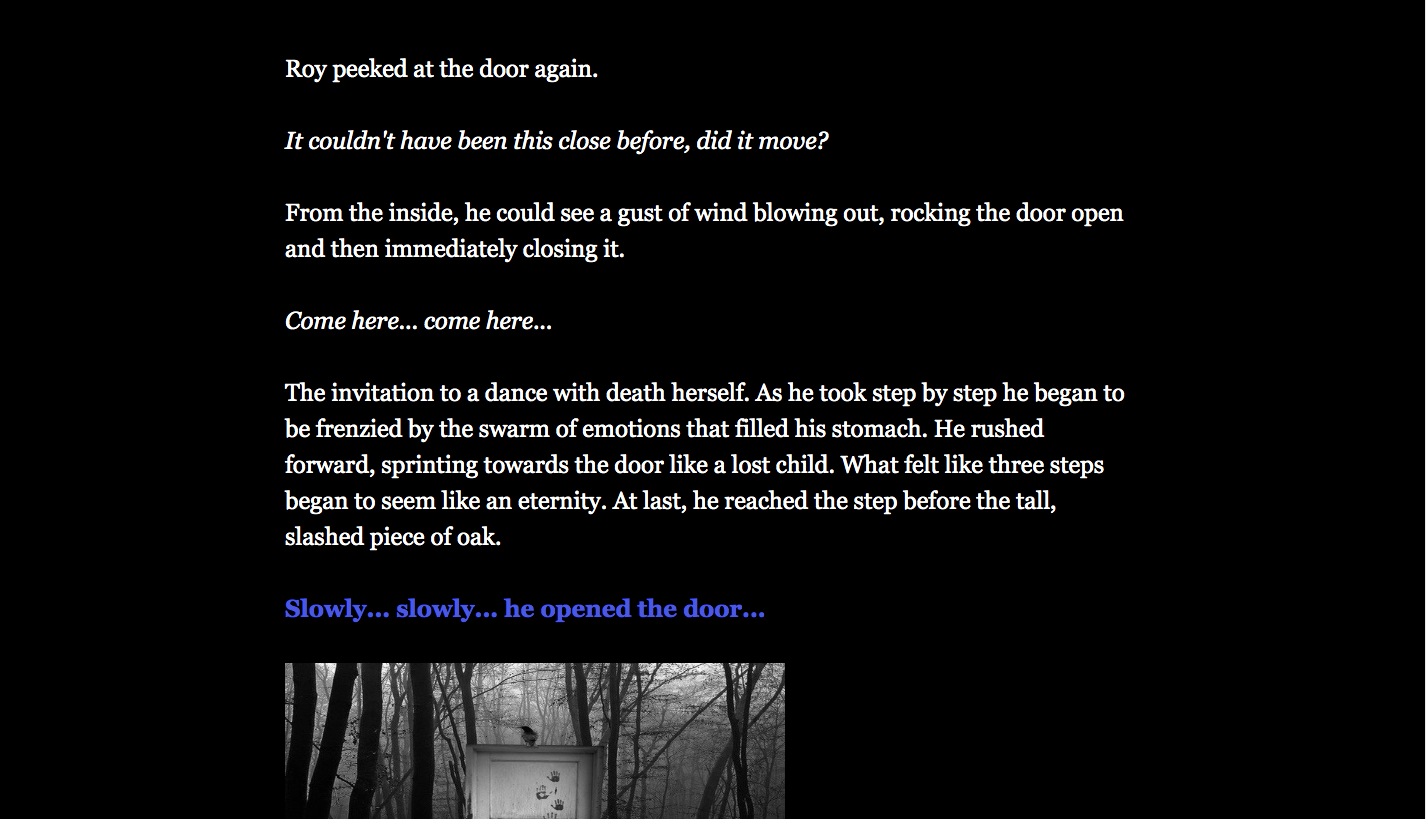 Roy peeked at the door again.
It couldn't have been this close before, did it move?
From the inside, he could see a gust of wind blowing out, rocking the door open
and then immediately closing it.
Come here... come here...
The invitation to a dance with death herself. As he took step by step he began to
be frenzied by the swarm of emotions that filled his stomach. He rushed
forward, sprinting towards the door like a lost child. What felt like three steps
began to seem like an eternity. At last, he reached the step before the tall,
slashed piece of oak.
Slowly... slowly... he opened the door...